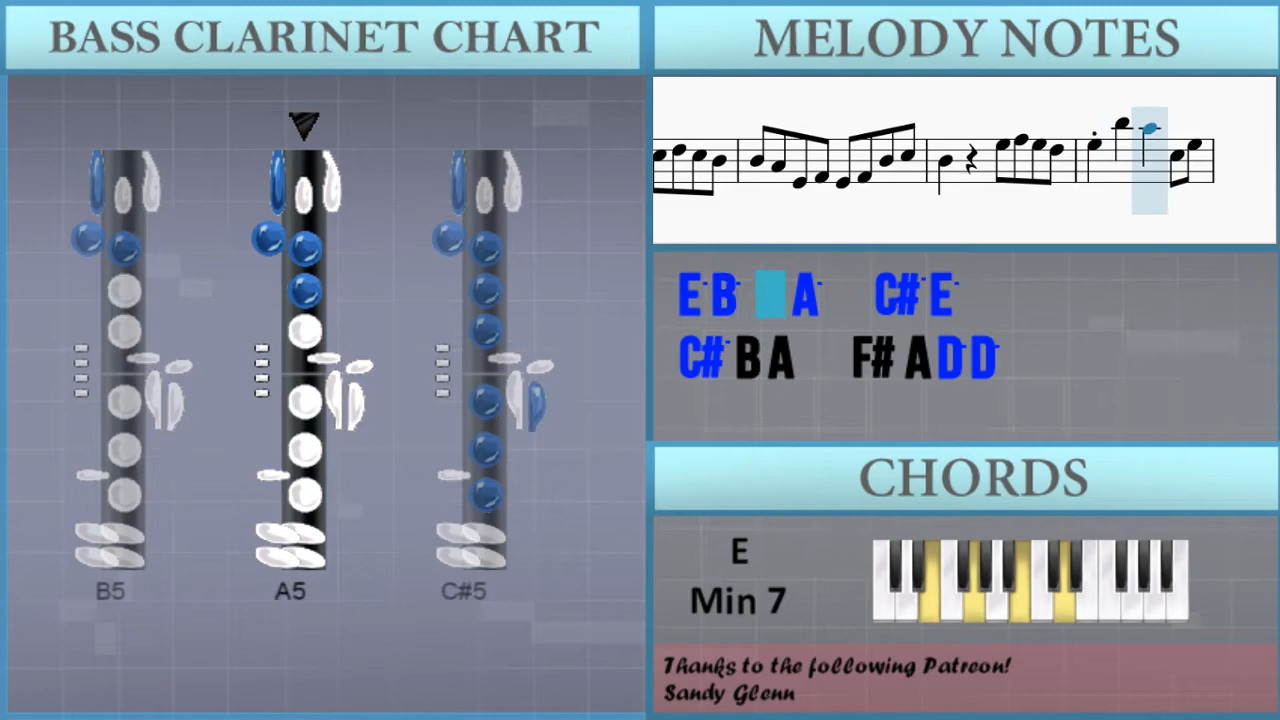 BASS CLARINET CHART
B5
A5
C#5
MELODY NOTES
E- B- A- C#- E-
C#- B A F# A D- D-
CHORDS
E
Min 7
Thanks to the following Patreon!
Sandy Glenn